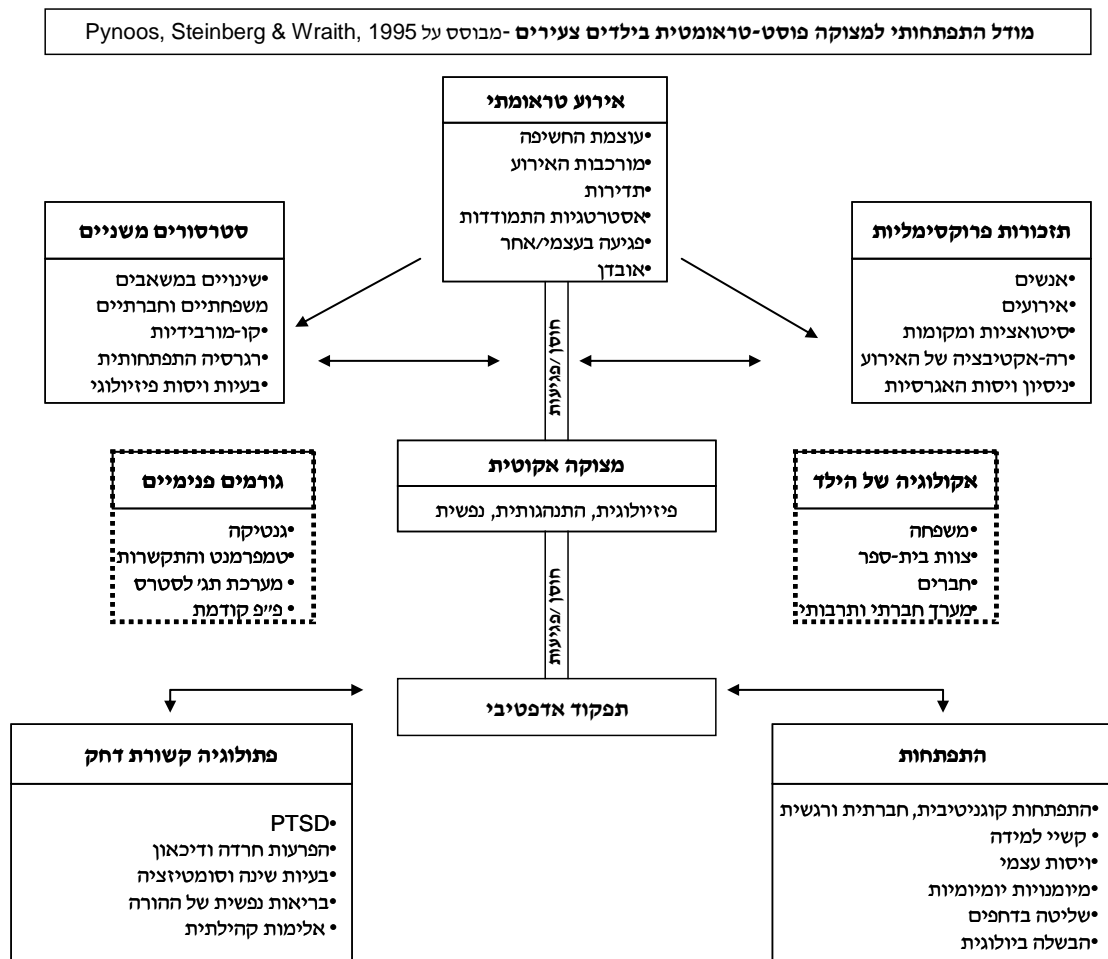 מודל התפתחותי למצוקה פוסט-טראומטית בילדים צעירים -מבוסס על Pynoos, Steinberg & Wraith, 1995
אירוע טראומתי
•עוצמת החשיפה
•מורכבות האירוע
•תדירות
•אסטרטגיות התמודדות
•פגיעה בעצמי/אחר
•אובדן
תזכורות פרוקסימליות
•אנשים
•אירועים
•סיטואציות ומקומות
•רה-אקטיבציה של האירוע
•ניסיון ויסות האגרסיות
סטרסורים משניים
•שינויים במשאבים
משפחתיים וחברתיים
•קו-מורבידיות
•רגרסיה התפתחותית
•בעיות ויסות פיזיולוגי
חוסן /פגיעות
מצוקה אקוטית
פיזיולוגית, התנהגותית, נפשית
אקולוגיה של הילד
•משפחה
•צוות בית-ספר
•חברים
•מערך חברתי ותרבותי
גורמים פנימיים
•גנטיקה
•טמפרמנט והתקשרות
• מערכת תג׳ לסטרס
• פ״פ קודמת
חוסן /פגיעות
תפקוד אדפטיבי
התפתחות
•התפתחות קוגניטיבית, חברתית ורגשית
• קשיי למידה
•ויסות עצמי
•מיומנויות יומיומיות
•שליטה בדחפים
•הבשלה ביולוגית
פתולוגיה קשורת דחק
•PTSD
•הפרעות חרדה ודיכאון
•בעיות שינה וסומטיזציה
•בריאות נפשית של ההורה
• אלימות קהילתית